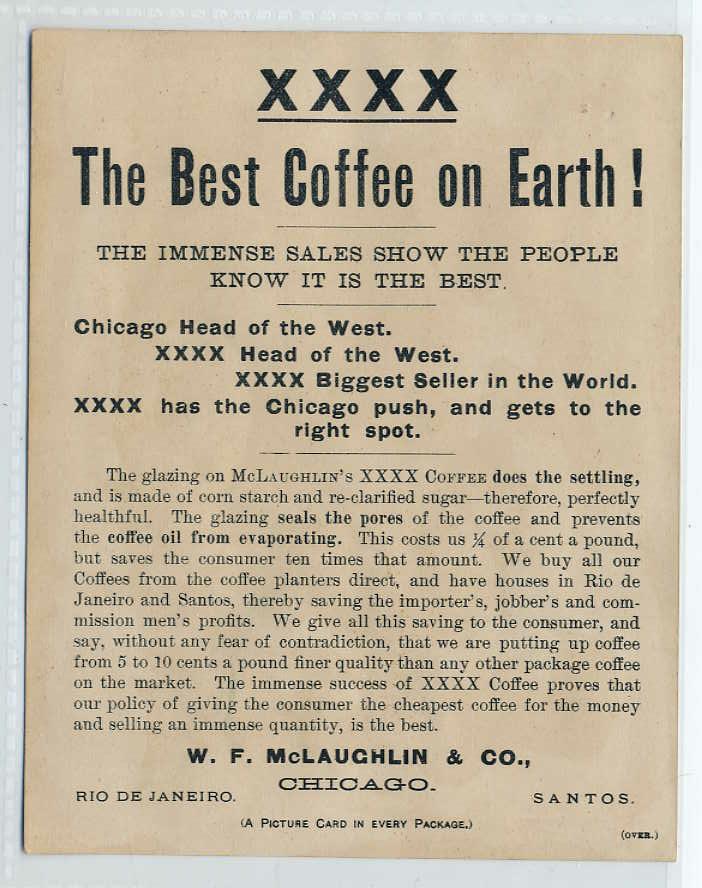 XXXX
The Best Coffee on Earth!
THE IMMENSE SALES SHOW THE PEOPLE
KNOW IT IS THE BEST.
Chicago Head of the West.
XXXX Head of the West.
XXXX Biggest Seller in the World.
XXXX has the Chicago push, and gets to the
right spot.
The glazing on McLaughlin's XXXX Coffee does the settling,
and is made of corn starch and re-clarified sugar—therefore, perfectly
healthful. The glazing seals the pores of the coffee and prevents
the coffee oil from evaporating. This costs us ¼ of a cent a pound,
but saves the consumer ten times that amount. We buy all our
Coffees from the coffee planters direct, and have houses in Rio de
Janeiro and Santos, thereby saving the importer's, jobber's and com-
mission men's profits. We give all this saving to the consumer, and
say, without any fear of contradiction, that we are putting up coffee
from 5 to 10 cents a pound finer quality than any other package coffee
on the market. The immense success of XXXX Coffee proves that
our policy of giving the consumer the cheapest coffee for the money
and selling an immense quantity, is the best.
W. F. McLAUGHLIN & CO.,
CHICAGO.
RIO DE JANEIRO. SANTOS.
(A Picture Card in every Package.)
(OVER.)